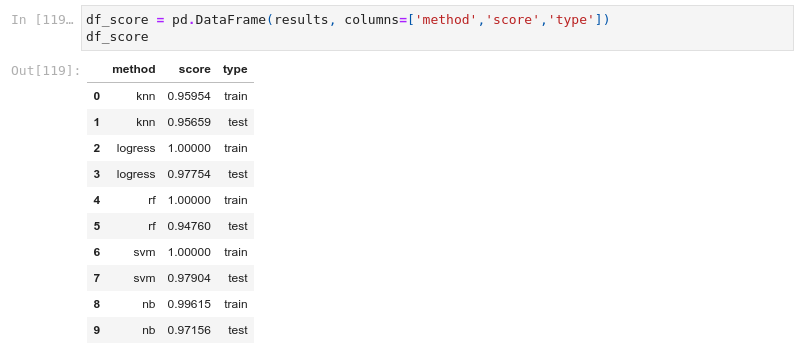 In [119… df_score = pd.DataFrame(results, columns=['method','score','type'])
df_score
Out[119]:
method score type
0 knn 0.95954 train
1 knn 0.95659 test
2 logress 1.00000 train
3 logress 0.97754 test
4 rf 1.00000 train
5 rf 0.94760 test
6 svm 1.00000 train
7 svm 0.97904 test
8 nb 0.99615 train
9 nb 0.97156 test